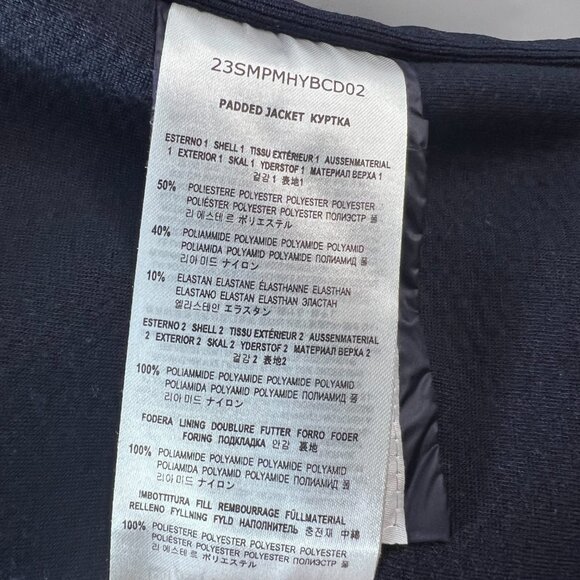 23SMPMHYBCD02
PADDED JACKET КУРТКА
ESTERNO 1 SHELL 1 TISSU EXTÉRIEUR 1 AUSSENMATERIAL
1 EXTERIOR 1 SKAL 1 YDERSTOF 1 МАТЕРИАЛ ВЕРХА 1
겉감 1 表地1
50% POLIESTERE POLYESTER POLYESTER POLYESTER
POLIÉSTER POLYESTER POLYESTER ПОЛИЭСТР 폴
리 에스테 르 ポリエステル
40% POLIAMMIDE POLYAMIDE POLYAMIDE POLYAMID
POLIAMIDA POLYAMID POLYAMIDE ПОЛИАМИД 폴
리아 미드 ナイロン
10% ELASTAN ELASTANE ÉLASTHANNE ELASTHAN
ELASTANO ELASTAN ELASTHAN ЭЛАСТАН
엘리스테인 エラスタン
ESTERNO 2 SHELL 2 TISSU EXTÉRIEUR 2 AUSSENMATERIAL
2 EXTERIOR 2 SKAL 2 YDERSTOF 2 МАТЕРИАЛ ВЕРХА 2
겉감 2 表地2
100% POLIAMMIDE POLYAMIDE POLYAMIDE POLYAMID
POLIAMIDA POLYAMID POLYAMIDE ПОЛИАМИД 폴
리아 미드 ナイロン
FODERA LINING DOUBLURE FUTTER FORRO FODER
FORING ПОДКЛАДКА 안감 裏地
100% POLIAMMIDE POLYAMIDE POLYAMIDE POLYAMID
POLIAMIDA POLYAMID POLYAMIDE ПОЛИАМИД 폴
리아 미드 ナイロン
IMBOTTITURA FILL REMBOURRAGE FÜLLMATERIAL
RELLENO FYLLNING FYLD НАПОЛНИТЕЛЬ 충전재 中綿
100% POLIESTERE POLYESTER POLYESTER POLYESTER
POLIÉSTER POLYESTER POLYESTER ПОЛИЭСТР 폴
리 에스테 르 ポリエステル